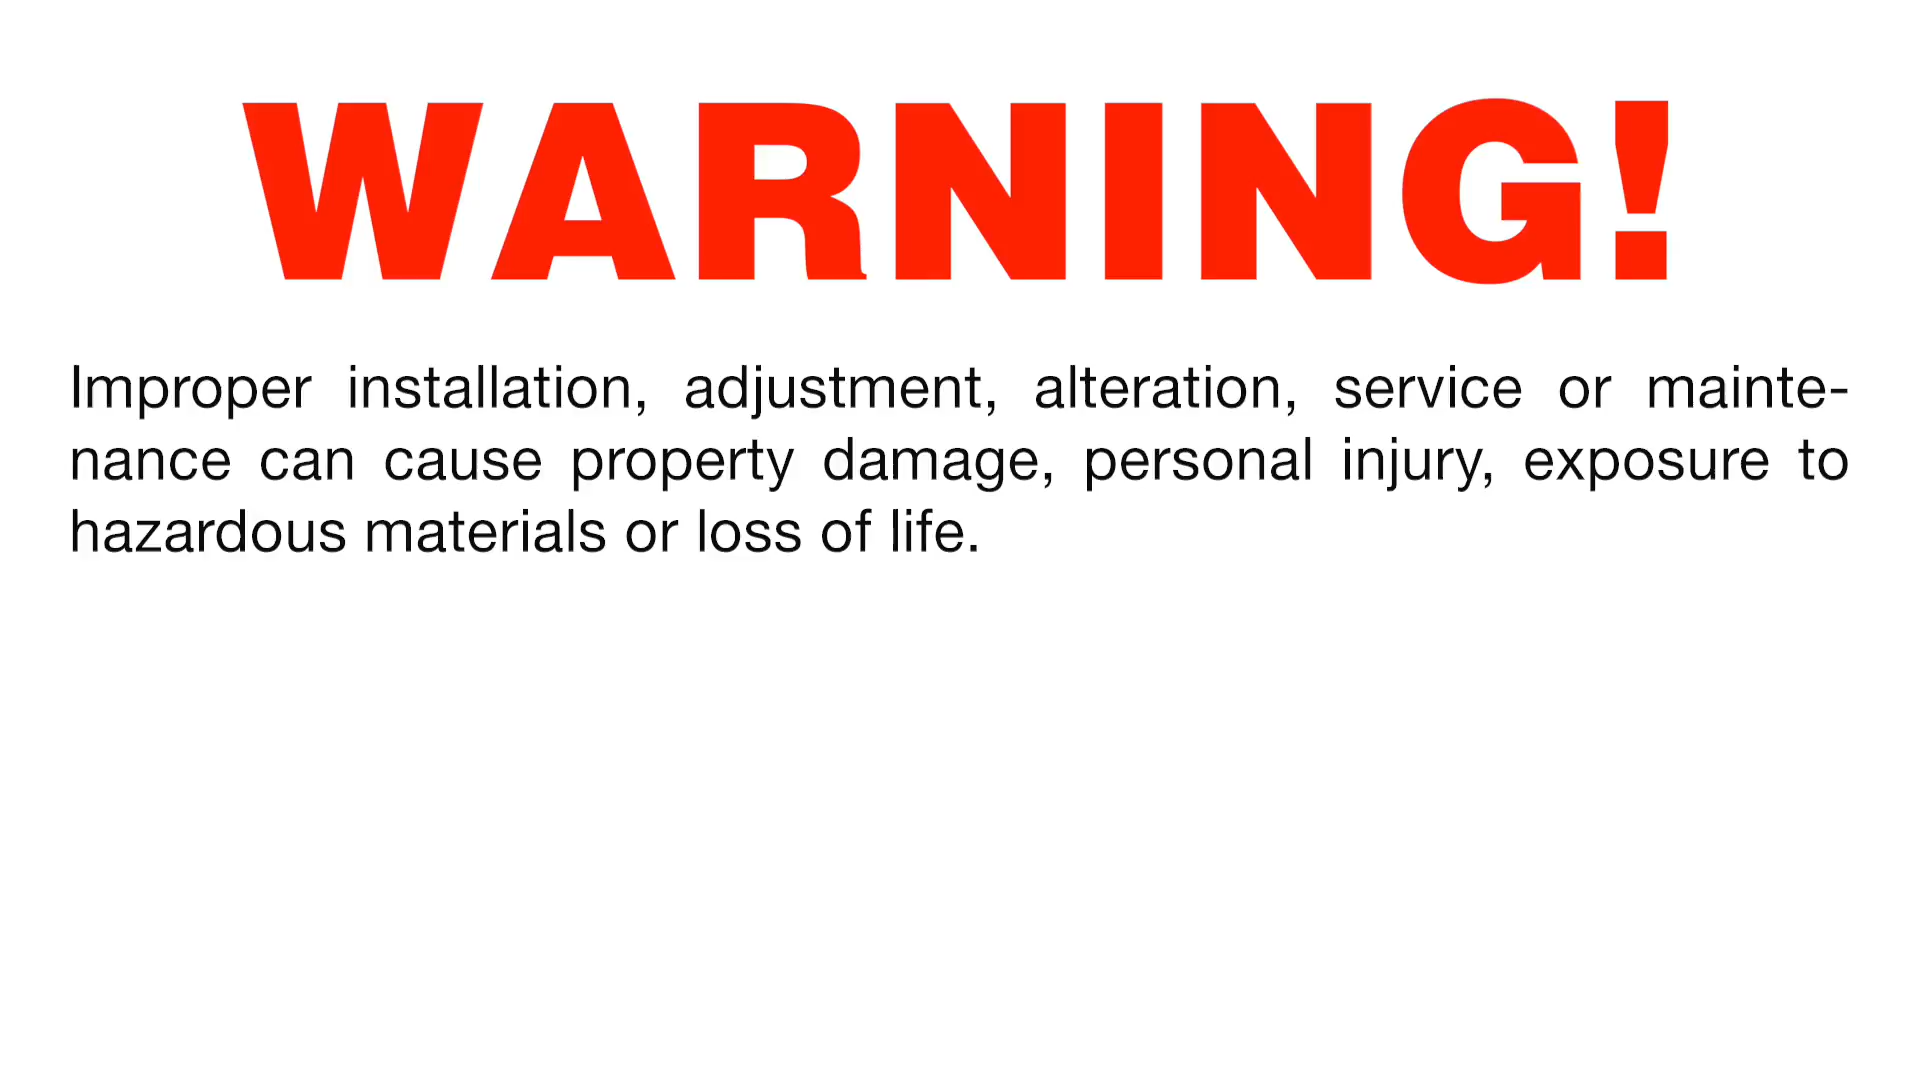 WARNING!
Improper installation, adjustment, alteration, service or mainte-
nance can cause property damage, personal injury, exposure to
hazardous materials or loss of life.